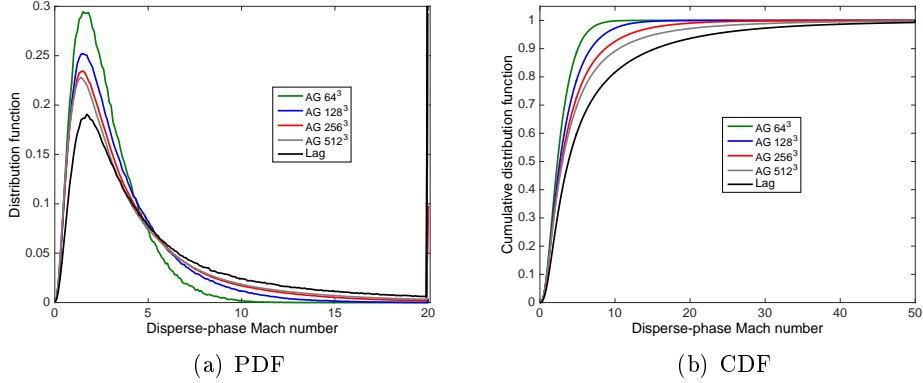 0.3
0.25
0.2
0.15
0.1
0.05
0
Distribution function
AG 64³
AG 128³
AG 256³
AG 512³
Lag
0 5 10 15 20
Disperse-phase Mach number
(a) PDF
1
0.9
0.8
0.7
0.6
0.5
0.4
0.3
0.2
0.1
0
Cumulative distribution function
AG 64³
AG 128³
AG 256³
AG 512³
Lag
0 10 20 30 40 50
Disperse-phase Mach number
(b) CDF